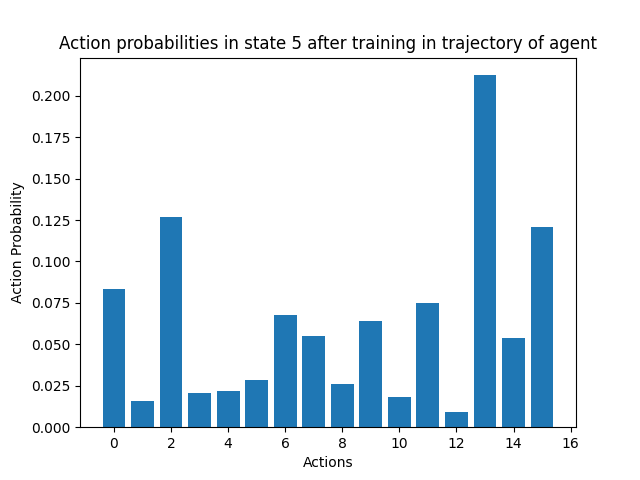 Action probabilities in state 5 after training in trajectory of agent
0.200
0.175
0.150
0.125
0.100
0.075
0.050
0.025
0.000
Action Probability
0 2 4 6 8 10 12 14 16
Actions